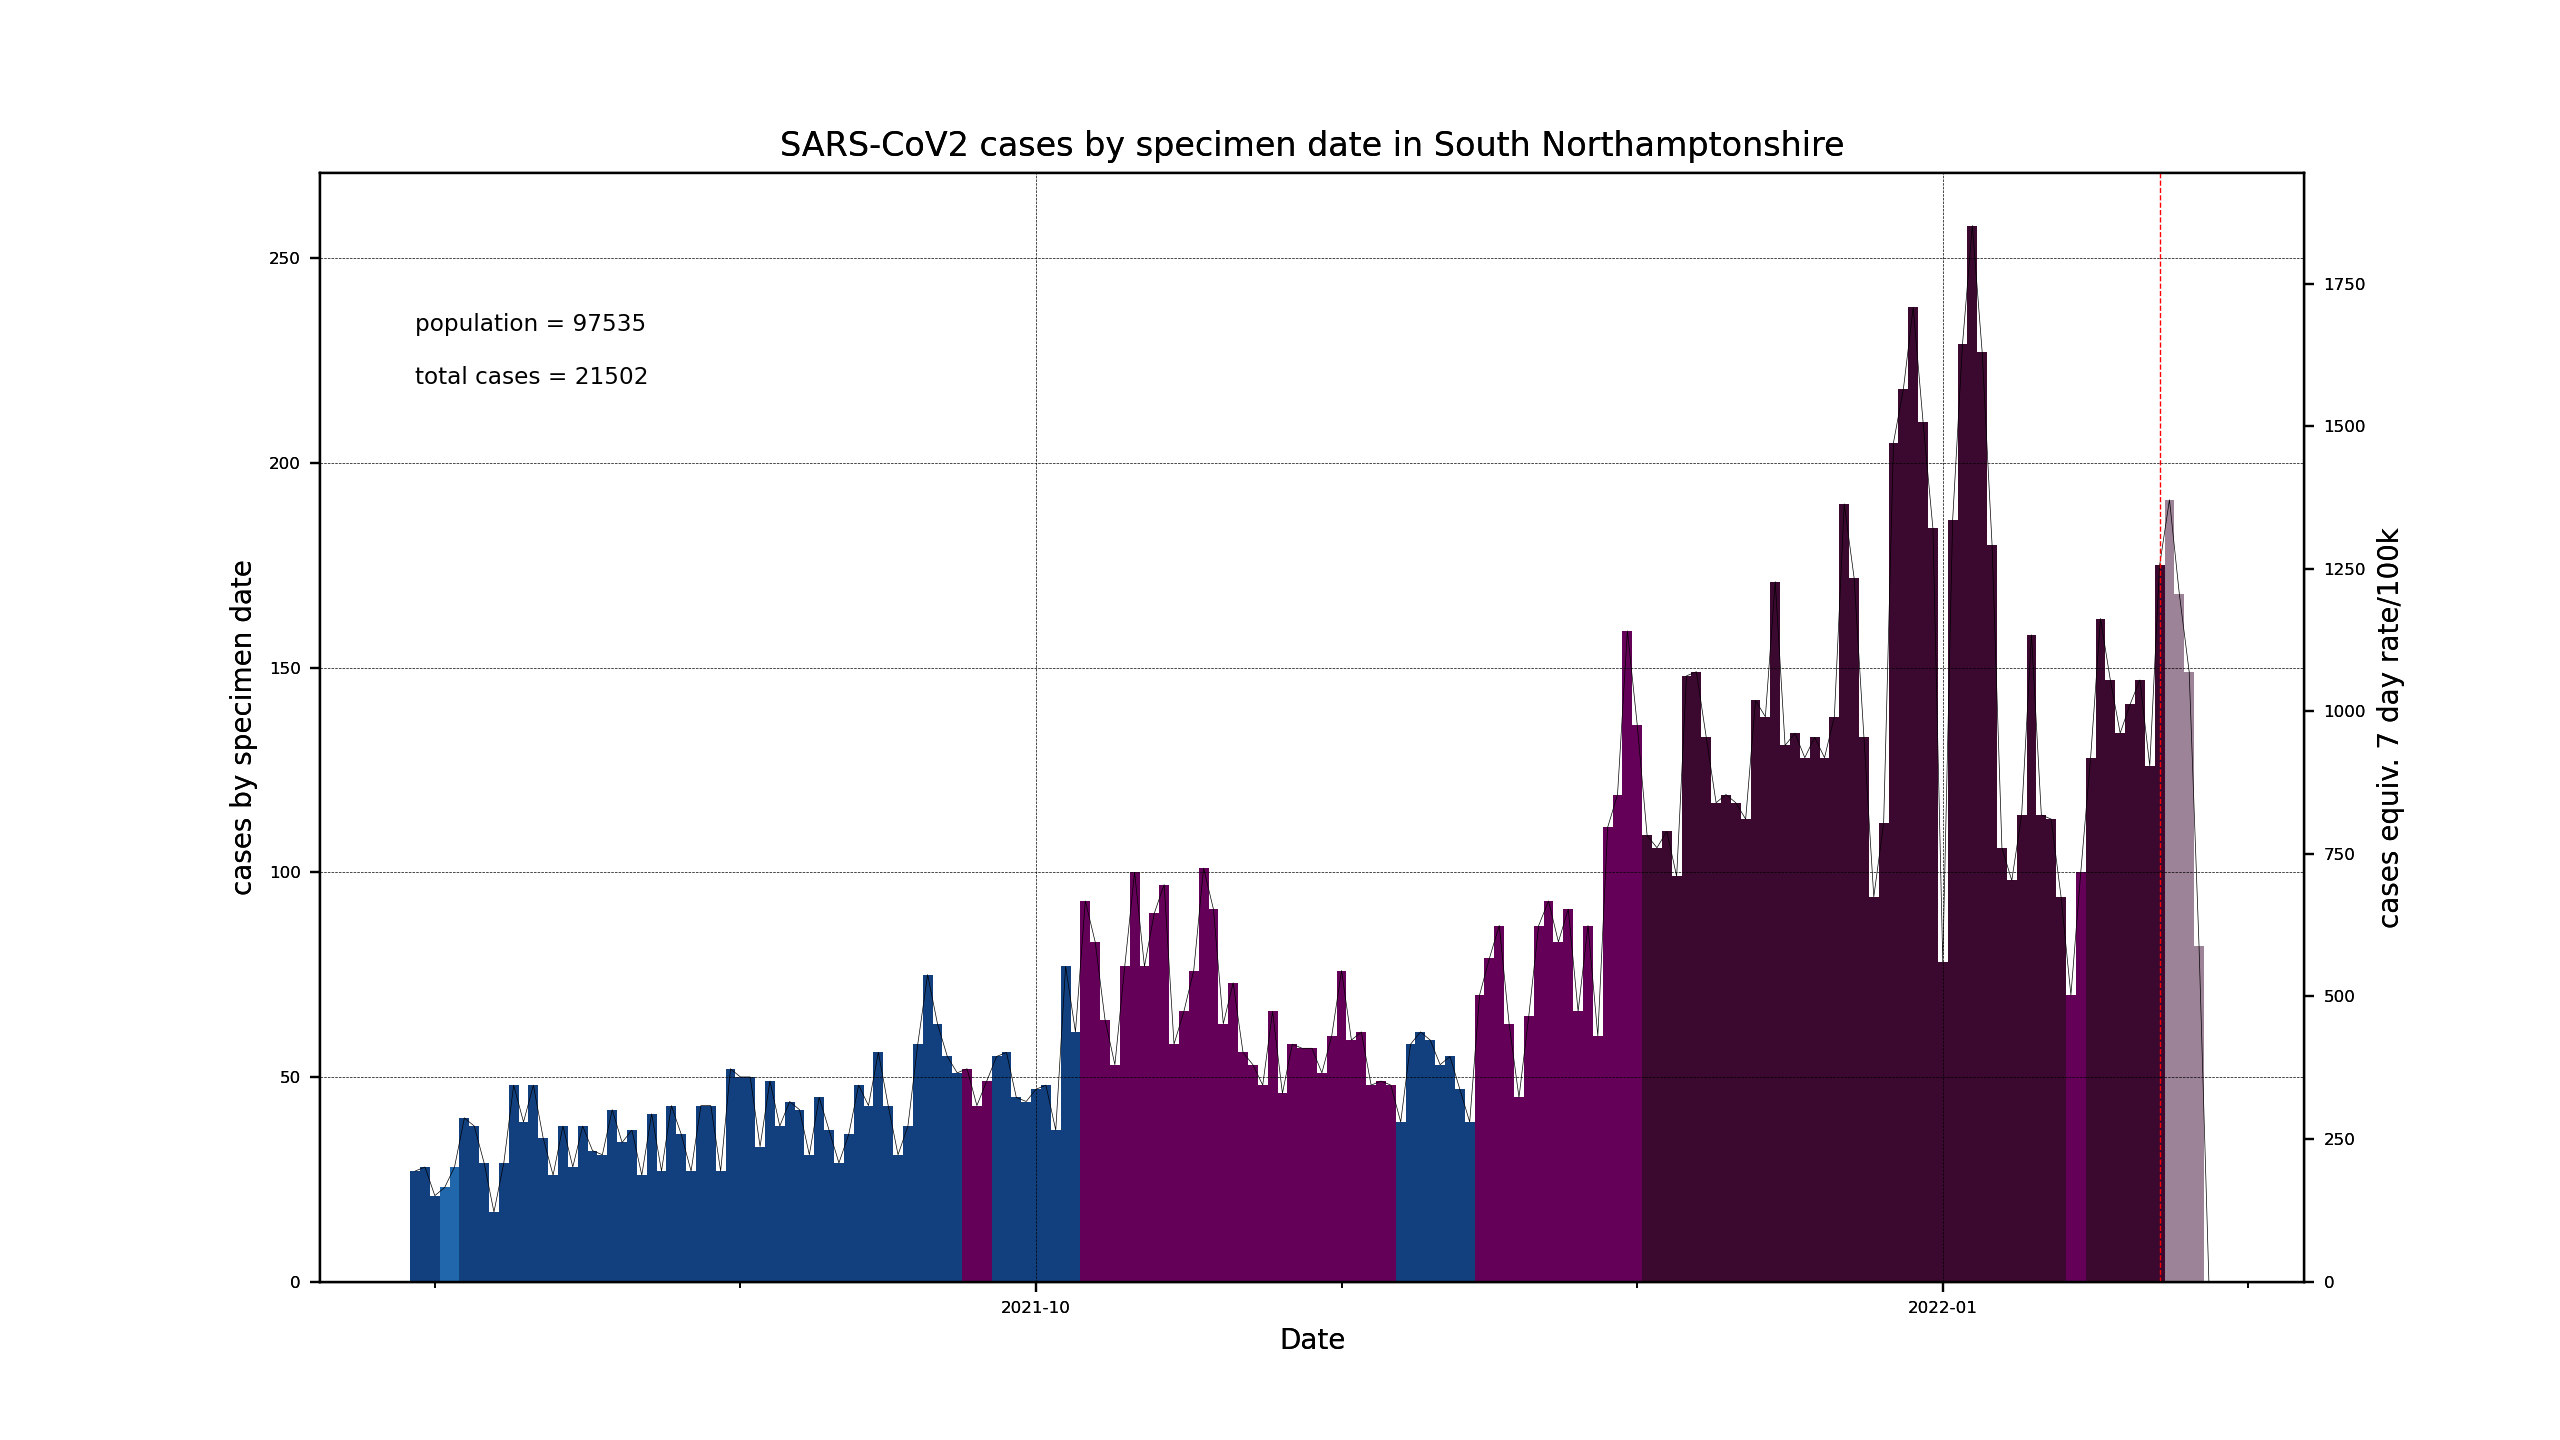 SARS-CoV2 cases by specimen date in South Northamptonshire
population = 97535
total cases = 21502
cases by specimen date
250
200
150
100
50
0
1750
1500
1250
1000
750
500
250
0
cases equiv. 7 day rate/100k
2021-10
2022-01
Date